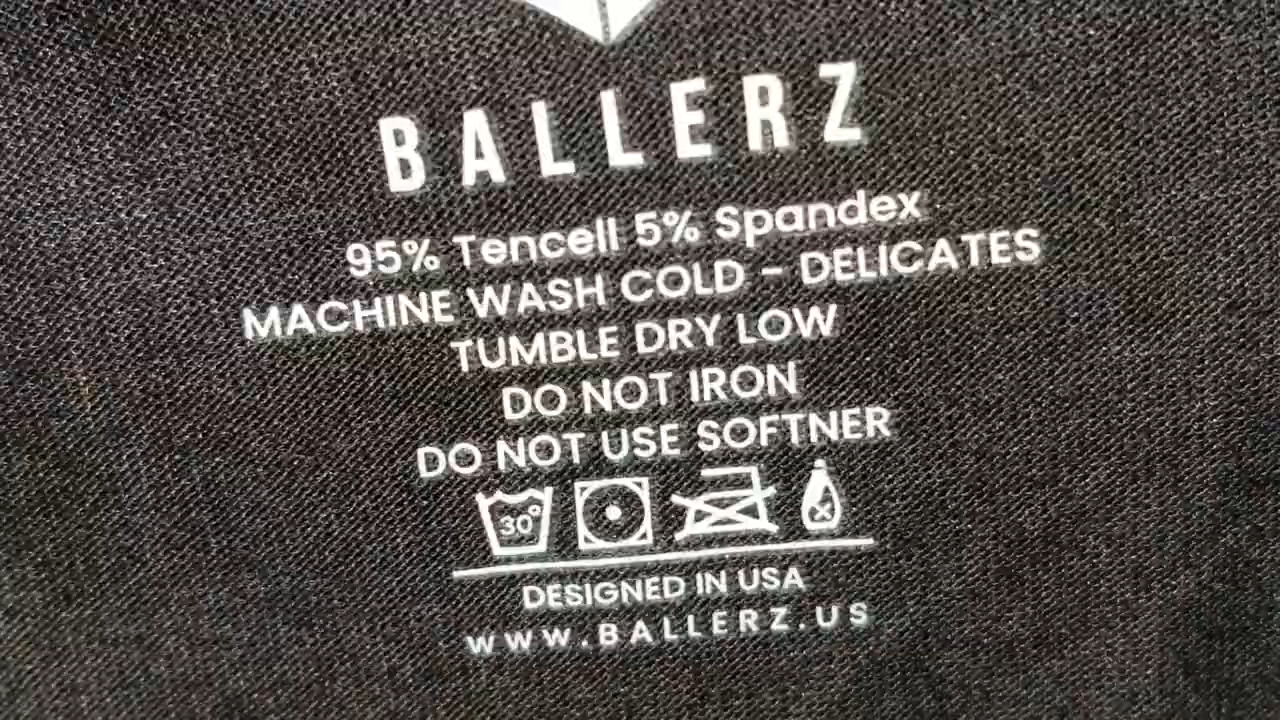 BALLERZ
95% Tencell 5% Spandex
MACHINE WASH COLD - DELICATES
TUMBLE DRY LOW
DO NOT IRON
DO NOT USE SOFTNER
30°
DESIGNED IN USA
WWW.BALLERZ.US